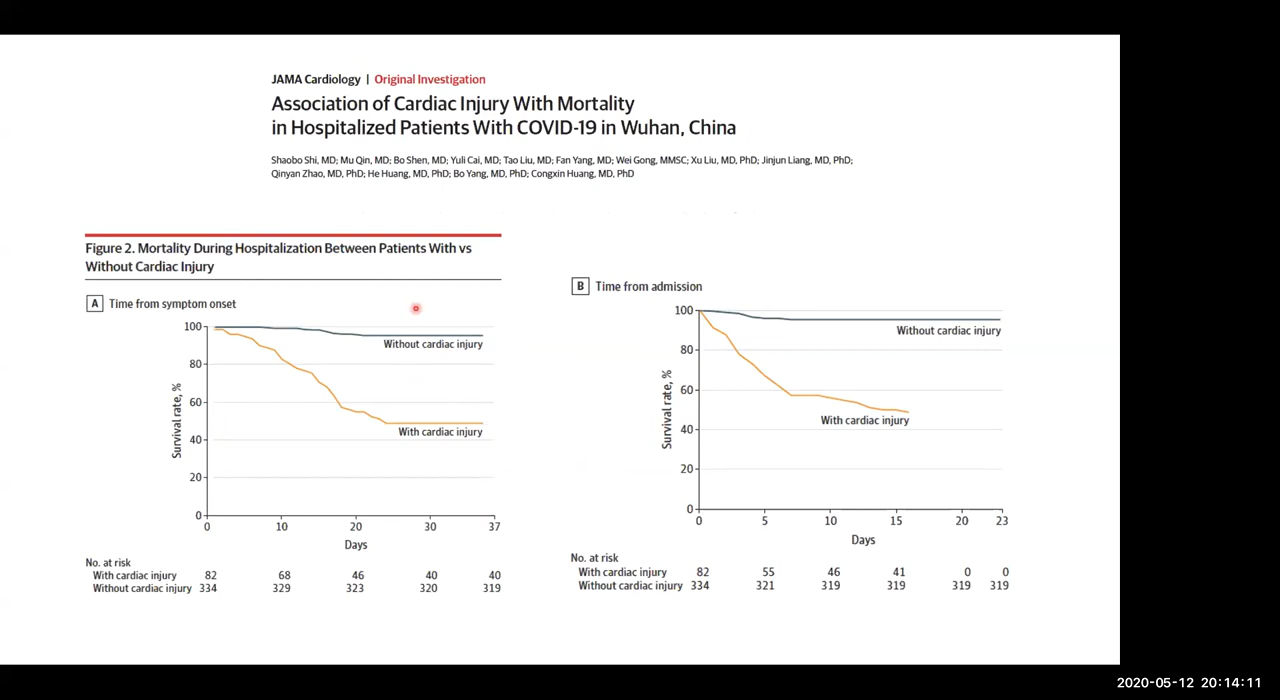 JAMA Cardiology | Original Investigation
Association of Cardiac Injury With Mortality
in Hospitalized Patients With COVID-19 in Wuhan, China
Shaobo Shi, MD; Mu Qin, MD; Bo Shen, MD; Yuli Cai, MD; Tao Liu, MD; Fan Yang, MD; Wei Gong, MMSC; Xu Liu, MD, PhD; Jinjun Liang, MD, PhD;
Qinyan Zhao, MD, PhD; He Huang, MD, PhD; Bo Yang, MD, PhD; Congxin Huang, MD, PhD
Figure 2. Mortality During Hospitalization Between Patients With vs
Without Cardiac Injury
A Time from symptom onset
100
80
60
40
20
0
Survival rate, %
Without cardiac injury
With cardiac injury
0 10 20 30 37
Days
No. at risk
With cardiac injury 82 68 46 40 40
Without cardiac injury 334 329 323 320 319
B Time from admission
100
80
60
40
20
0
Survival rate, %
Without cardiac injury
With cardiac injury
0 5 10 15 20 23
Days
No. at risk
With cardiac injury 82 55 46 41 0 0
Without cardiac injury 334 321 319 319 319 319
2020-05-12 20:14:11